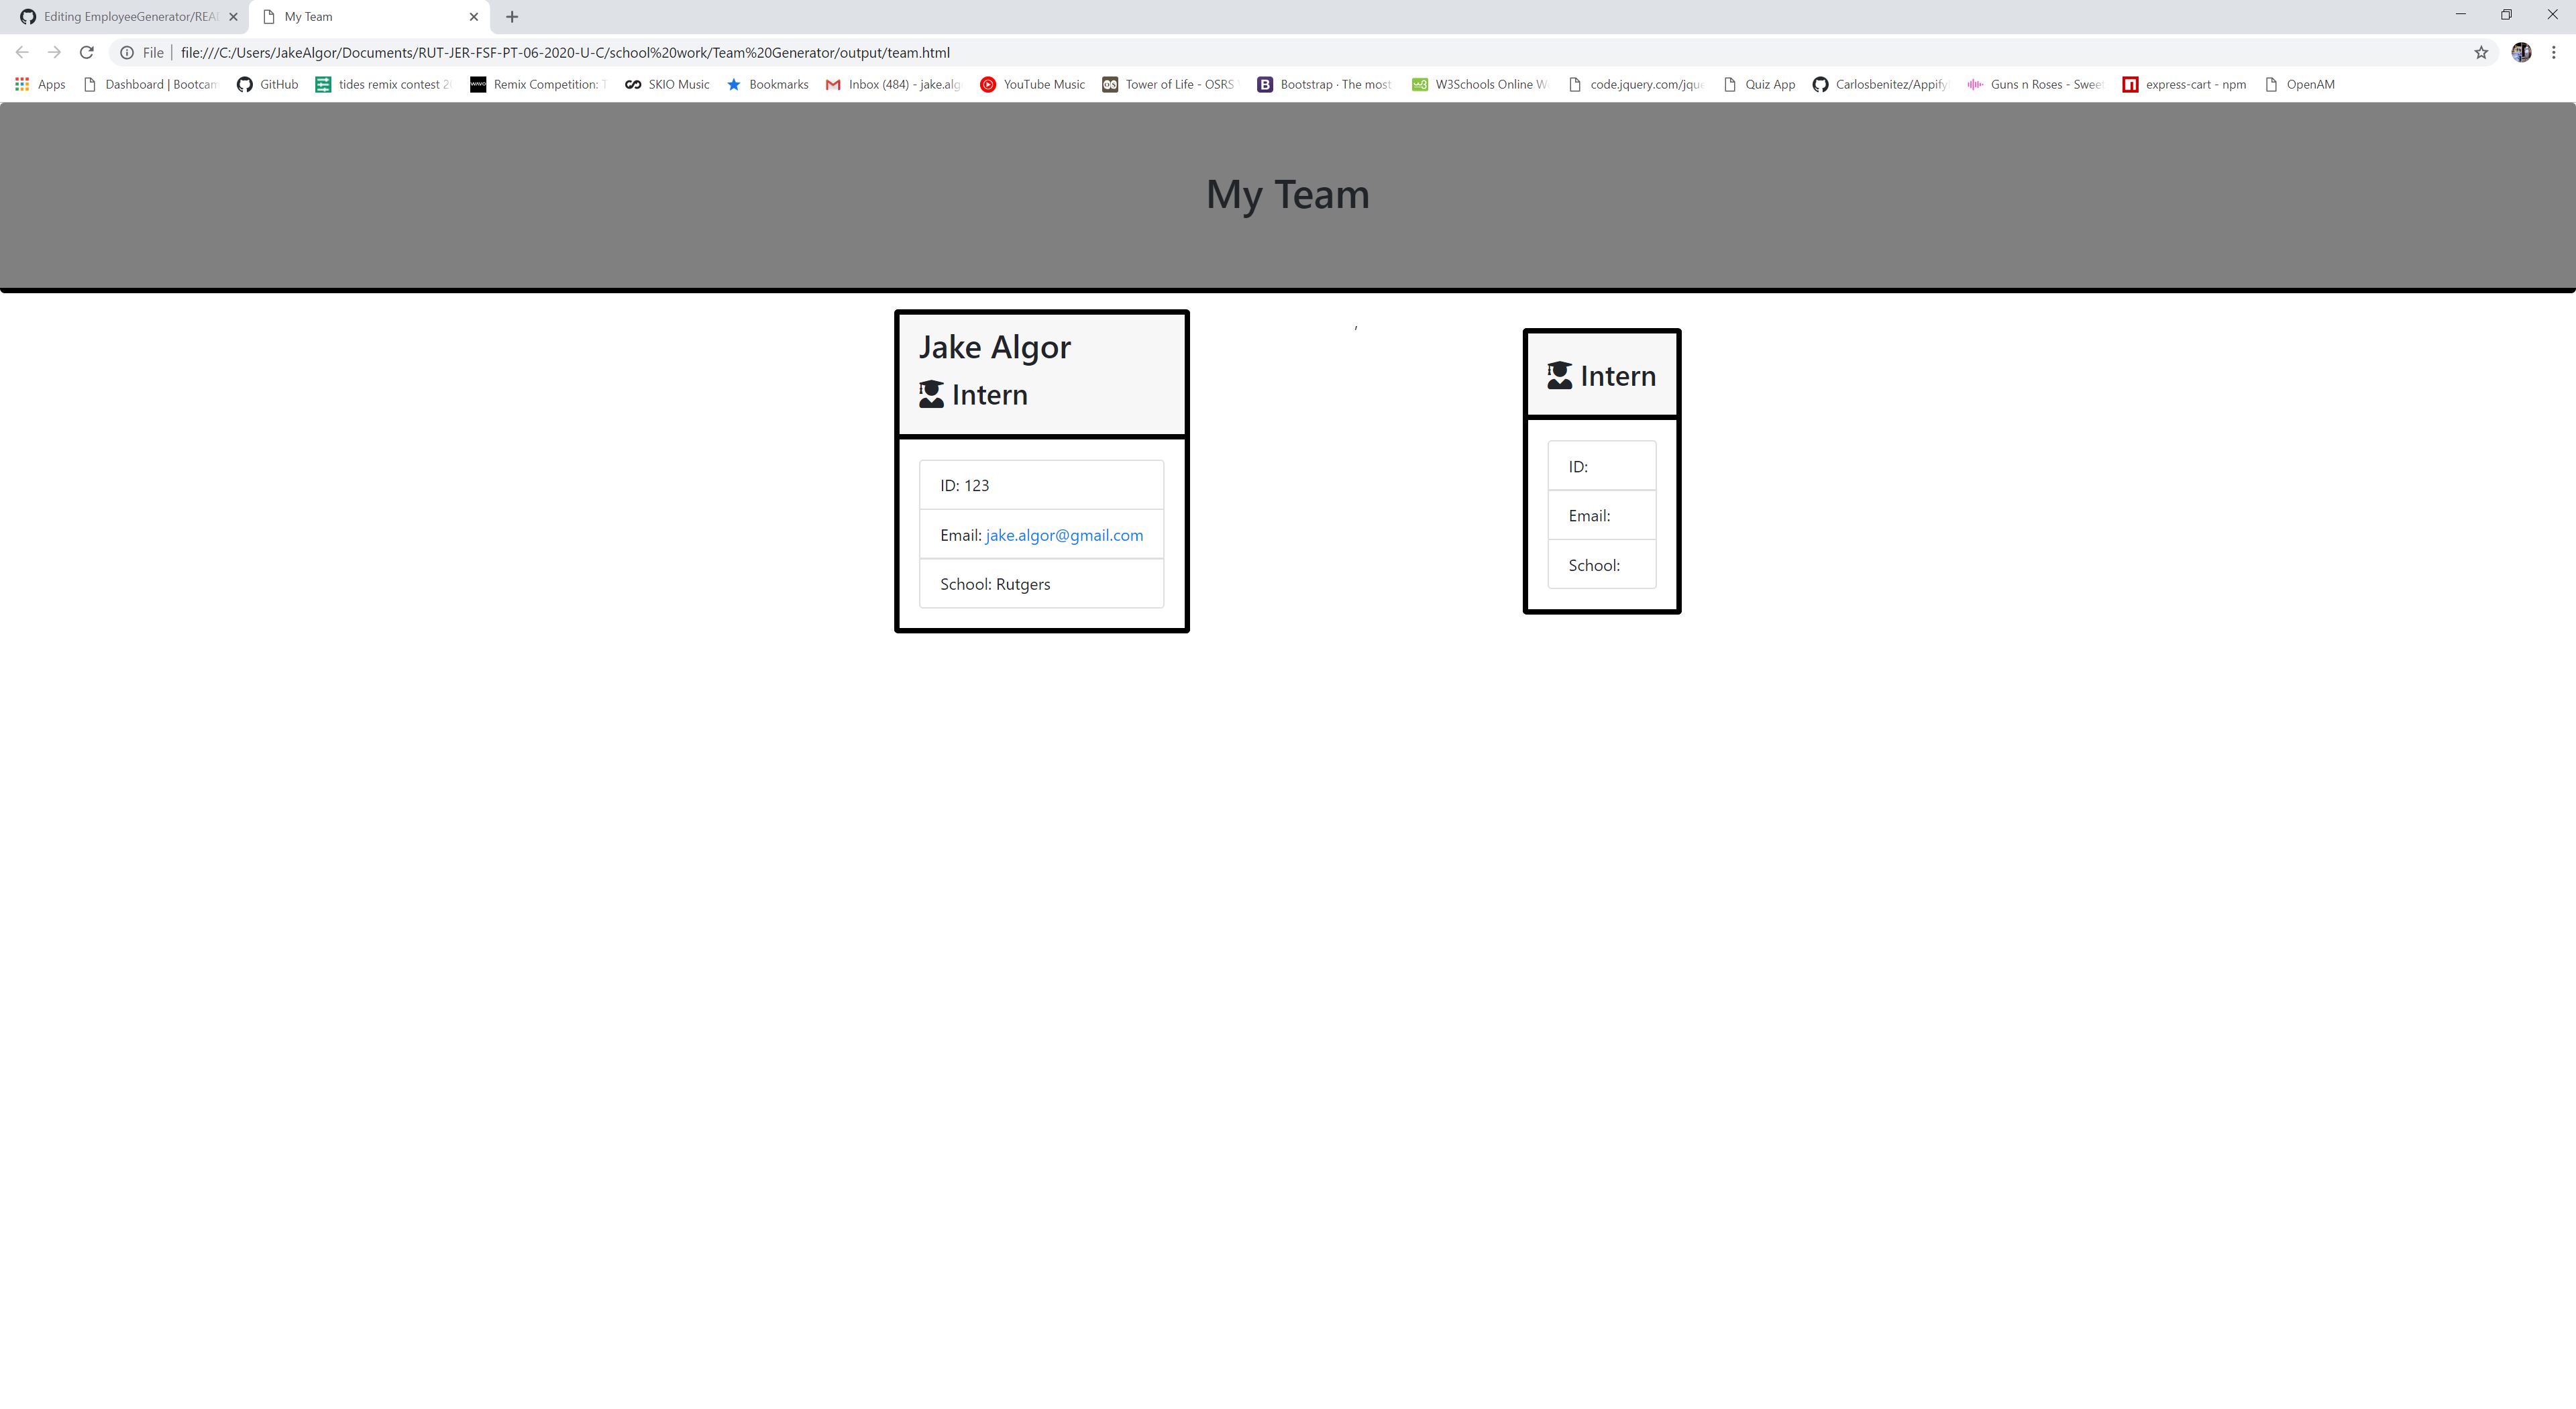 Editing EmployeeGenerator/REA
My Team
File file:///C:/Users/JakeAlgor/Documents/RUT-JER-FSF-PT-06-2020-U-C/school%20work/Team%20Generator/output/team.html
Apps Dashboard | Bootcam GitHub tides remix contest 2 Remix Competition: SKIO Music Bookmarks Inbox (484) - jake.alg YouTube Music Tower of Life - OSRS Bootstrap · The most W3Schools Online W code.jquery.com/jqu Quiz App Carlosbenitez/Appify Guns n Roses - Swee express-cart - npm OpenAM
My Team
Jake Algor
Intern
ID: 123
Email: jake.algor@gmail.com
School: Rutgers
,
Intern
ID:
Email:
School: